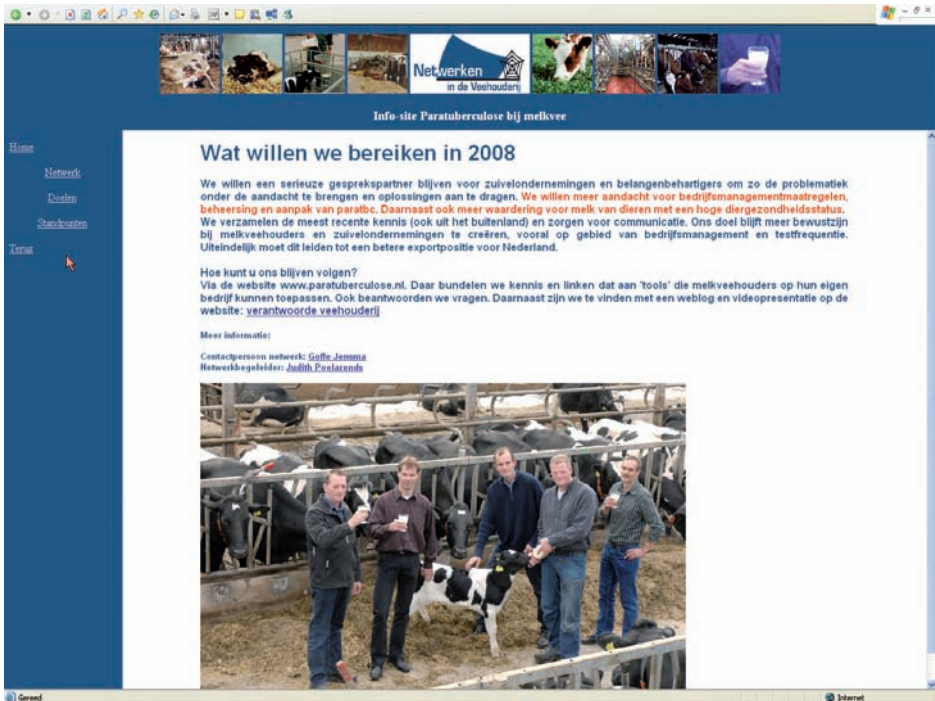 Netwerken
in de Veehouderij
Info-site Paratuberculose bij melkvee
Home
Netwerk
Doelen
Standpunten
Terug
Wat willen we bereiken in 2008
We willen een serieuze gesprekspartner blijven voor zuivelondernemingen en belangenbehartigers om zo de problematiek
onder de aandacht te brengen en oplossingen aan te dragen. We willen meer aandacht voor bedrijfsmanagementmaatregelen,
beheersing en aanpak van paratbc. Daarnaast ook meer waardering voor melk van dieren met een hoge diergezondheidsstatus.
We verzamelen de meest recente kennis (ook uit het buitenland) en zorgen voor communicatie. Ons doel blijft meer bewustzijn
bij melkveehouders en zuivelondernemingen te creëren, vooral op gebied van bedrijfsmanagement en testfrequentie.
Uiteindelijk moet dit leiden tot een betere exportpositie voor Nederland.
Hoe kunt u ons blijven volgen?
Via de website www.paratuberculose.nl. Daar bundelen we kennis en linken dat aan 'tools' die melkveehouders op hun eigen
bedrijf kunnen toepassen. Ook beantwoorden we vragen. Daarnaast zijn we te vinden met een weblog en videopresentatie op de
website: verantwoorde veehouderij
Meer informatie:
Contactpersoon netwerk: Goffe Jensma
Netwerkbegeleider: Judith Poelarends
Gereed
Internet